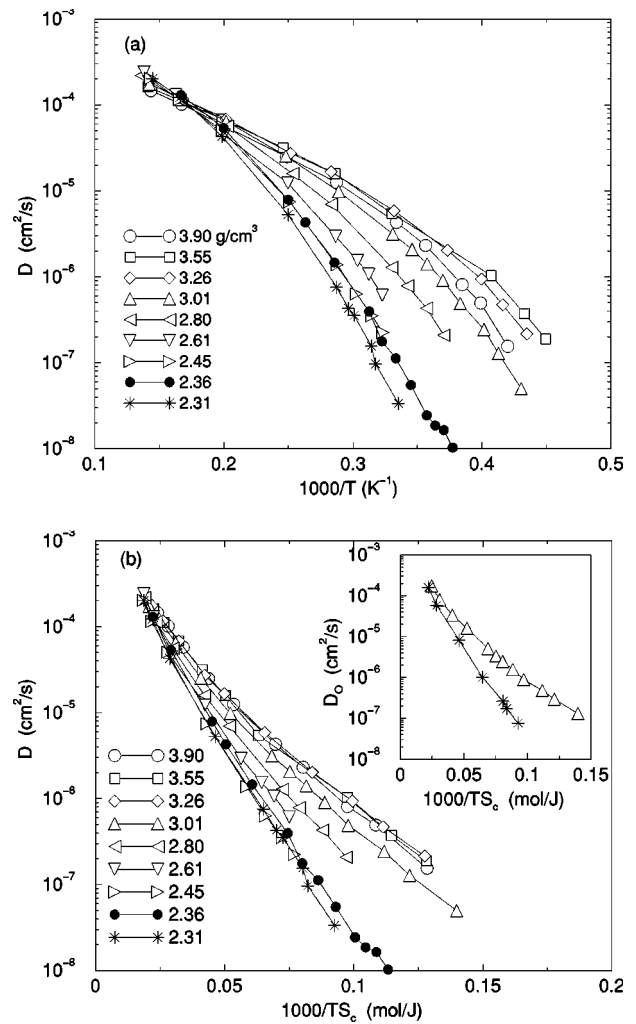 (a)
10⁻³
10⁻⁴
10⁻⁵
10⁻⁶
10⁻⁷
10⁻⁸
D (cm²/s)
3.90 g/cm³
3.55
3.26
3.01
2.80
2.61
2.45
2.36
2.31
0.1 0.2 0.3 0.4 0.5
1000/T (K⁻¹)
(b)
10⁻³
10⁻⁴
10⁻⁵
10⁻⁶
10⁻⁷
10⁻⁸
D (cm²/s)
3.90
3.55
3.26
3.01
2.80
2.61
2.45
2.36
2.31
0 0.05 0.1 0.15 0.2
1000/TS_c (mol/J)
10⁻³
10⁻⁴
10⁻⁵
10⁻⁶
10⁻⁷
10⁻⁸
D_O (cm²/s)
0 0.05 0.1 0.15
1000/TS_c (mol/J)